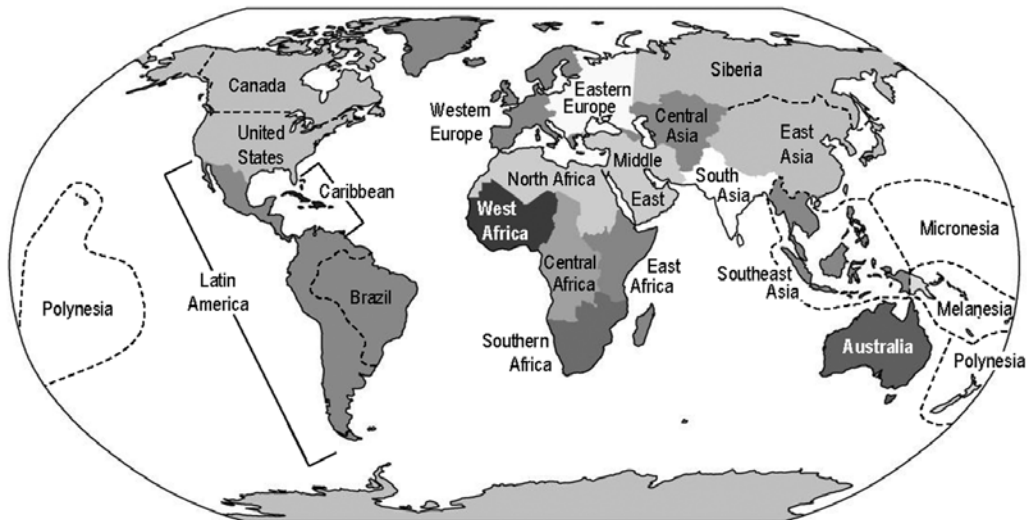 Canada
Siberia
Western
Europe
Eastern
Europe
Central
Asia
United
States
East
Asia
Caribbean
North Africa
Middle
East
South
Asia
West
Africa
Micronesia
Central
Africa
East
Africa
Southeast
Asia
Latin
America
Brazil
Polynesia
Melanesia
Southern
Africa
Australia
Polynesia